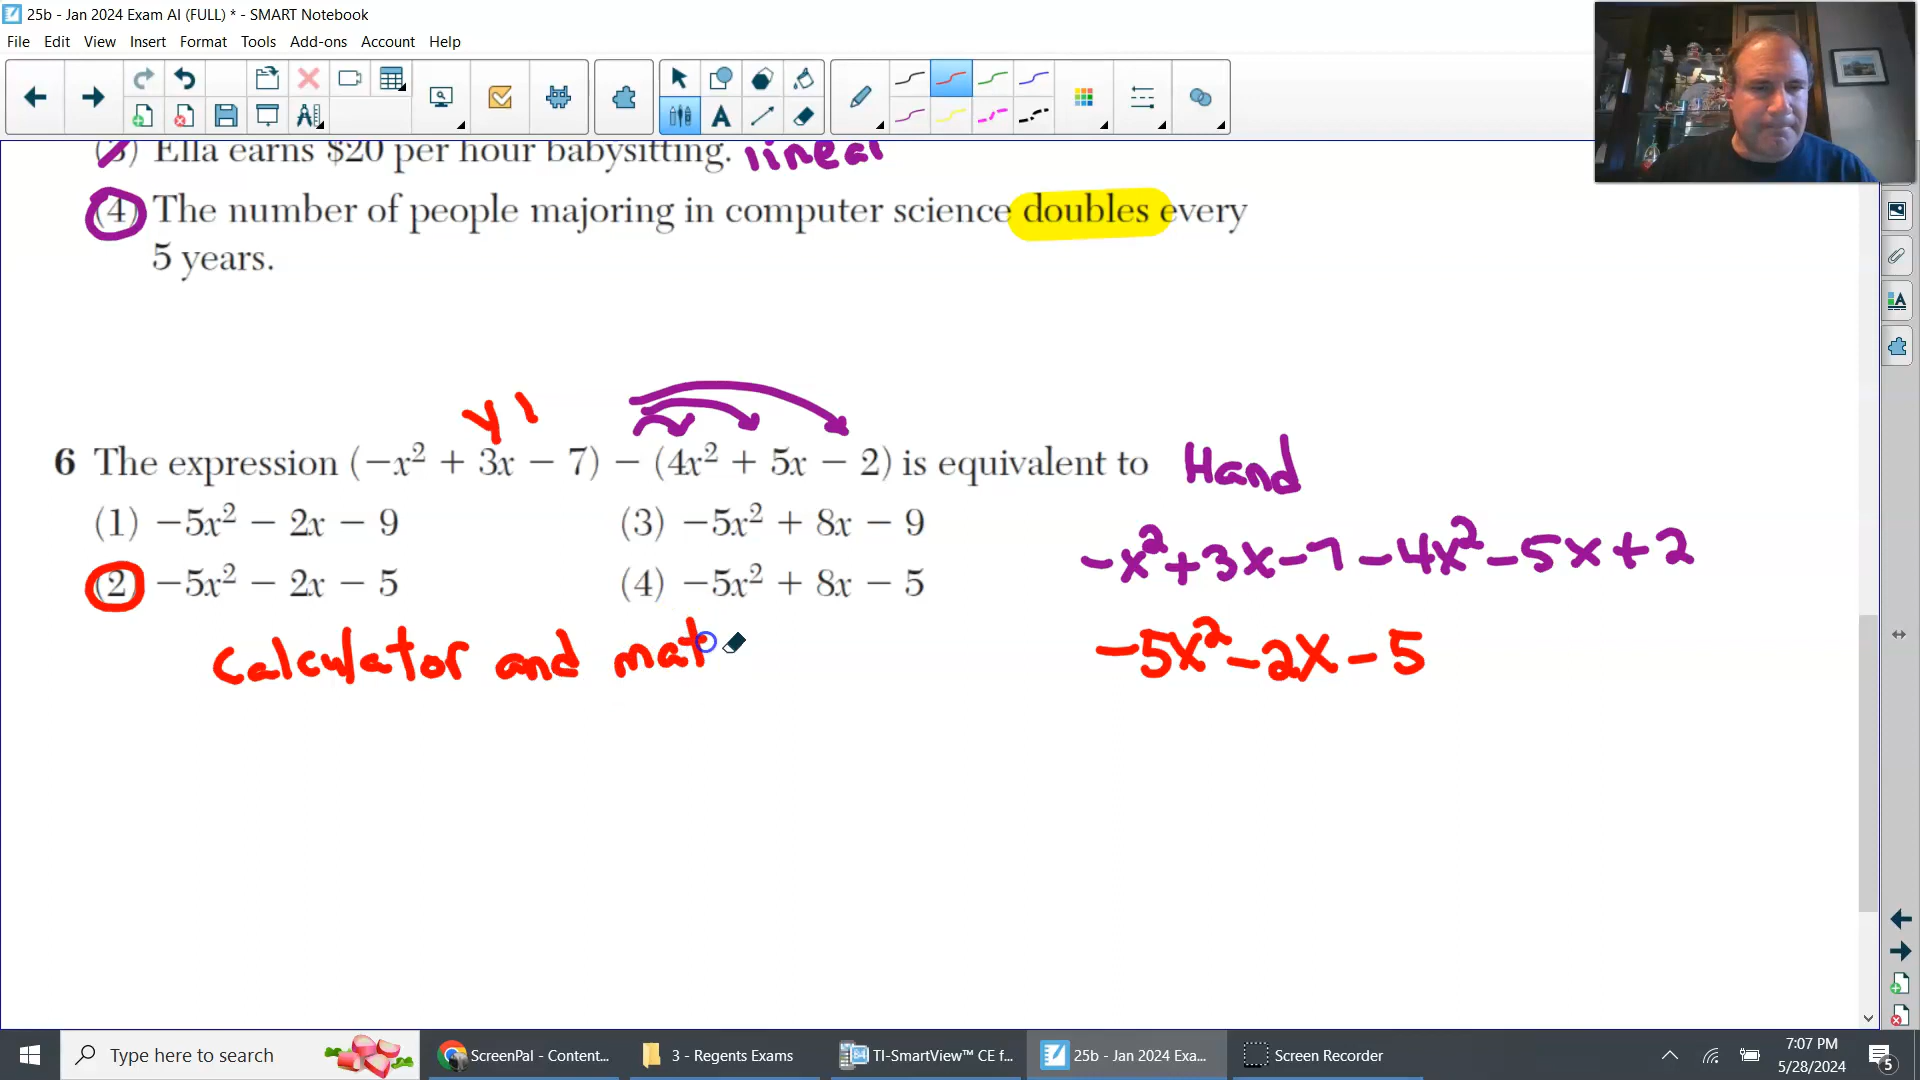 25b - Jan 2024 Exam AI (FULL) * - SMART Notebook
File Edit View Insert Format Tools Add-ons Account Help
(3) Ella earns $20 per hour babysitting. linear
(4) The number of people majoring in computer science doubles every
5 years.
y1
6 The expression (−x² + 3x − 7) − (4x² + 5x − 2) is equivalent to Hand
(1) −5x² − 2x − 9 (3) −5x² + 8x − 9
-x²+3x-7-4x²-5x+2
(2) −5x² − 2x − 5 (4) −5x² + 8x − 5
calculator and mat
-5x²-2x-5
Type here to search
ScreenPal - Content...
3 - Regents Exams
84
TI-SmartView™ CE f...
25b - Jan 2024 Exa...
Screen Recorder
7:07 PM
5/28/2024
5